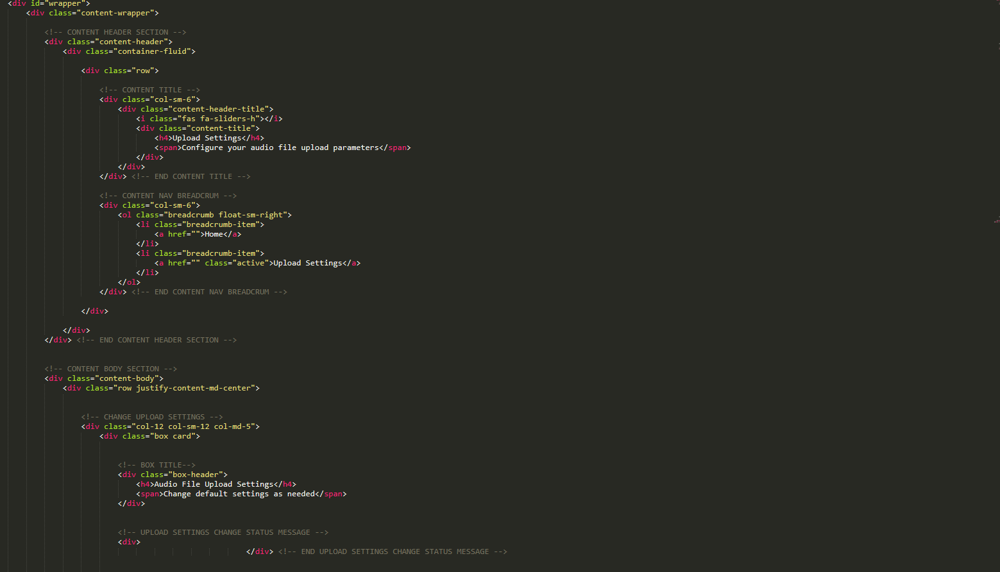 <div id="wrapper">
<div class="content-wrapper">
<!-- CONTENT HEADER SECTION -->
<div class="content-header">
<div class="container-fluid">
<div class="row">
<!-- CONTENT TITLE -->
<div class="col-sm-6">
<div class="content-header-title">
<i class="fas fa-sliders-h"></i>
<div class="content-title">
<h4>Upload Settings</h4>
<span>Configure your audio file upload parameters</span>
</div>
</div>
</div> <!-- END CONTENT TITLE -->
<!-- CONTENT NAV BREADCRUM -->
<div class="col-sm-6">
<ol class="breadcrumb float-sm-right">
<li class="breadcrumb-item">
<a href="">Home</a>
</li>
<li class="breadcrumb-item">
<a href="" class="active">Upload Settings</a>
</li>
</ol>
</div> <!-- END CONTENT NAV BREADCRUM -->
</div>
</div>
</div> <!-- END CONTENT HEADER SECTION -->
<!-- CONTENT BODY SECTION -->
<div class="content-body">
<div class="row justify-content-md-center">
<!-- CHANGE UPLOAD SETTINGS -->
<div class="col-12 col-sm-12 col-md-5">
<div class="box card">
<!-- BOX TITLE-->
<div class="box-header">
<h4>Audio File Upload Settings</h4>
<span>Change default settings as needed</span>
</div>
<!-- UPLOAD SETTINGS CHANGE STATUS MESSAGE -->
<div>
</div> <!-- END UPLOAD SETTINGS CHANGE STATUS MESSAGE -->